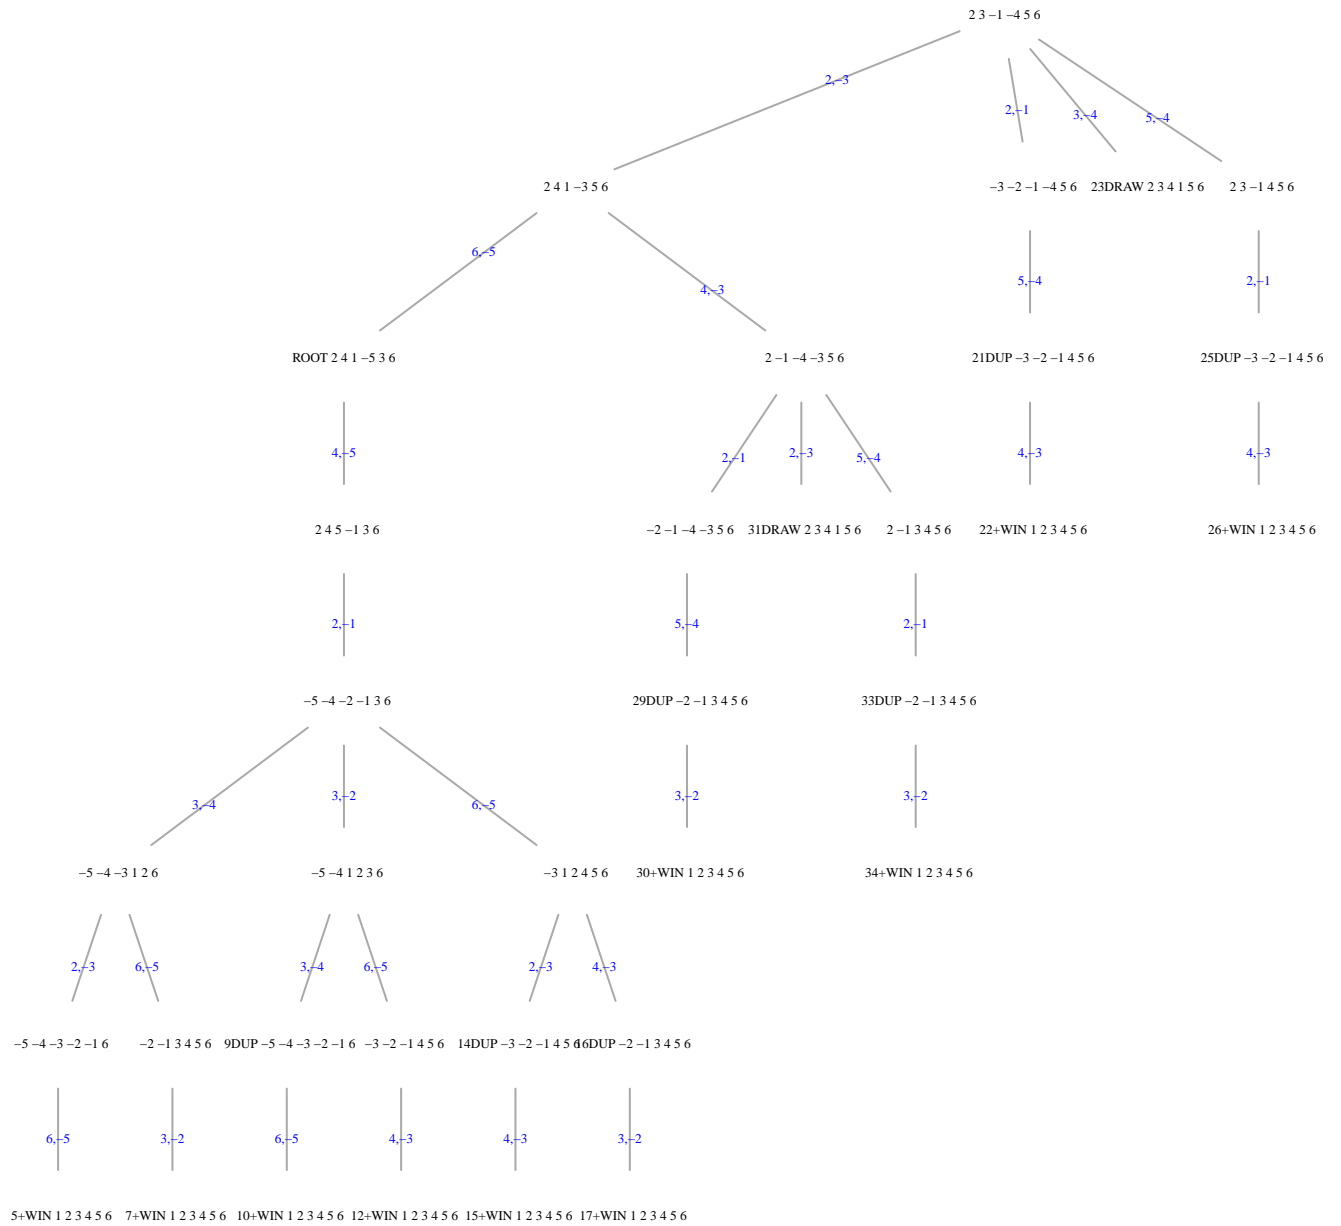 2 3 −1 −4 5 6
2,−3
2,−1
3,−4
5,−4
2 4 1 −3 5 6
−3 −2 −1 −4 5 6
23DRAW 2 3 4 1 5 6
2 3 −1 4 5 6
6,−5
4,−3
5,−4
2,−1
ROOT 2 4 1 −5 3 6
2 −1 −4 −3 5 6
21DUP −3 −2 −1 4 5 6
25DUP −3 −2 −1 4 5 6
4,−5
2,−1
2,−3
5,−4
4,−3
4,−3
2 4 5 −1 3 6
−2 −1 −4 −3 5 6
31DRAW 2 3 4 1 5 6
2 −1 3 4 5 6
22+WIN 1 2 3 4 5 6
26+WIN 1 2 3 4 5 6
2,−1
5,−4
2,−1
−5 −4 −2 −1 3 6
29DUP −2 −1 3 4 5 6
33DUP −2 −1 3 4 5 6
3,−4
3,−2
6,−5
3,−2
3,−2
−5 −4 −3 1 2 6
−5 −4 1 2 3 6
−3 1 2 4 5 6
30+WIN 1 2 3 4 5 6
34+WIN 1 2 3 4 5 6
2,−3
6,−5
3,−4
6,−5
2,−3
4,−3
−5 −4 −3 −2 −1 6
−2 −1 3 4 5 6
9DUP −5 −4 −3 −2 −1 6
−3 −2 −1 4 5 6
14DUP −3 −2 −1 4 5 6
16DUP −2 −1 3 4 5 6
6,−5
3,−2
6,−5
4,−3
4,−3
3,−2
5+WIN 1 2 3 4 5 6
7+WIN 1 2 3 4 5 6
10+WIN 1 2 3 4 5 6
12+WIN 1 2 3 4 5 6
15+WIN 1 2 3 4 5 6
17+WIN 1 2 3 4 5 6